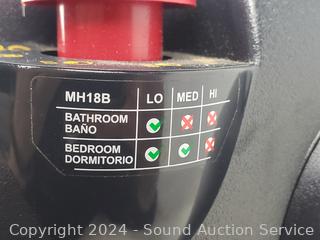 MH18B LO MED HI
BATHROOM
BAÑO
BEDROOM
DORMITORIO
Copyright 2024 - Sound Auction Service